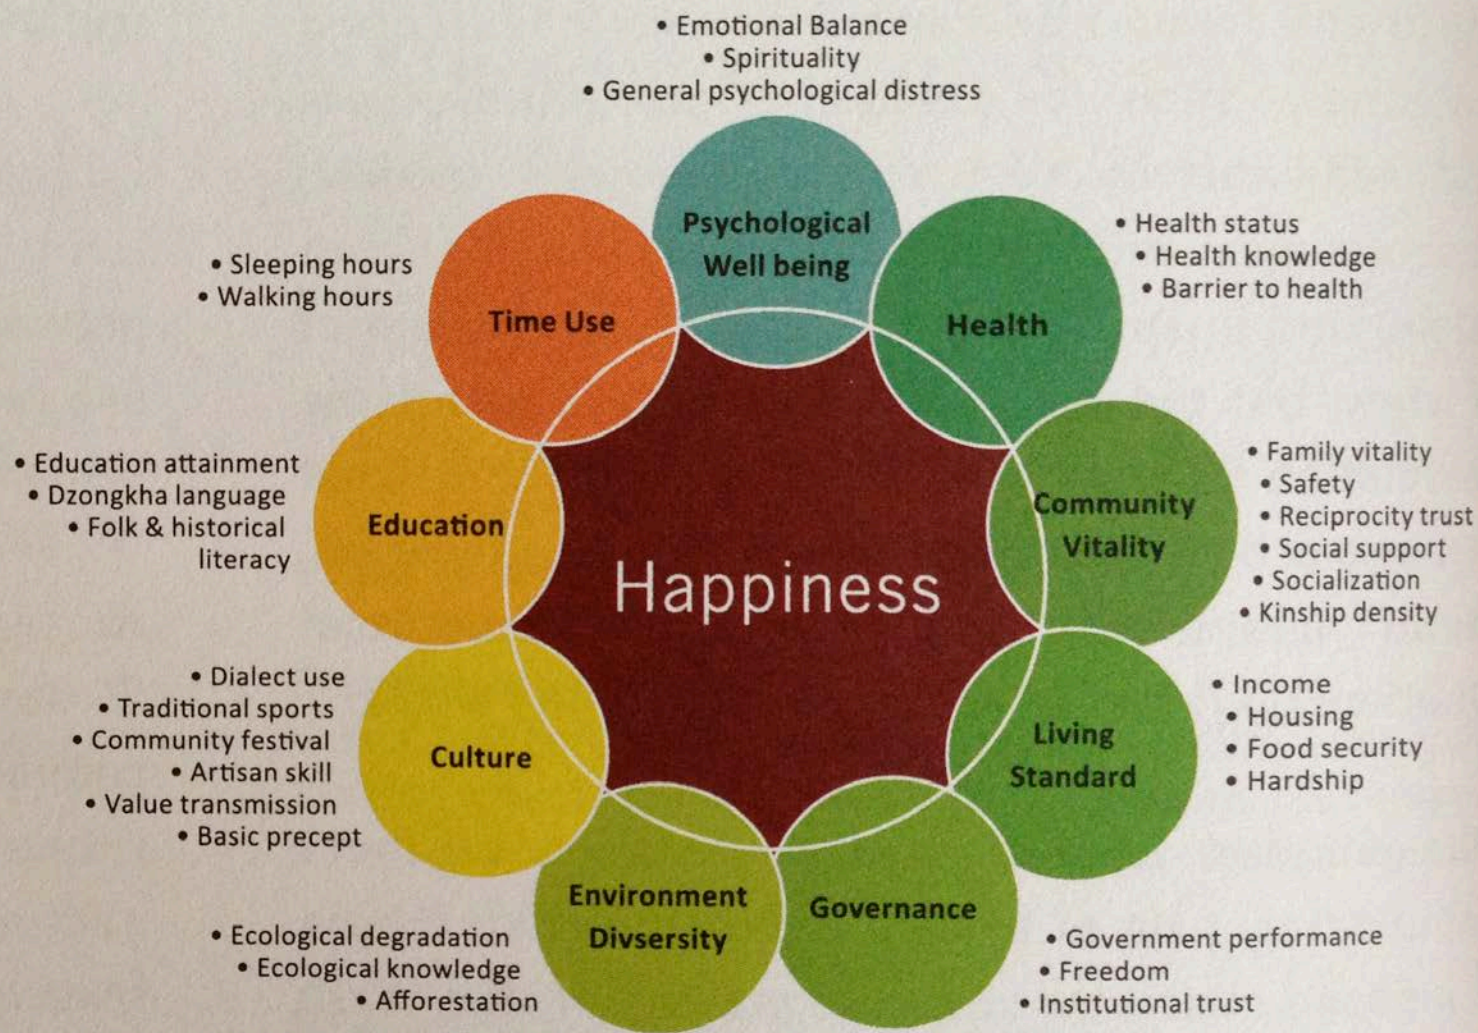 • Emotional Balance
• Spirituality
• General psychological distress
Psychological
Well being
Health
• Health status
• Health knowledge
• Barrier to health
Community
Vitality
• Family vitality
• Safety
• Reciprocity trust
• Social support
• Socialization
• Kinship density
Living
Standard
• Income
• Housing
• Food security
• Hardship
Governance
• Government performance
• Freedom
• Institutional trust
Environment
Divsersity
• Ecological degradation
• Ecological knowledge
• Afforestation
Culture
• Dialect use
• Traditional sports
• Community festival
• Artisan skill
• Value transmission
• Basic precept
Education
• Education attainment
• Dzongkha language
• Folk & historical
literacy
Time Use
• Sleeping hours
• Walking hours
Happiness